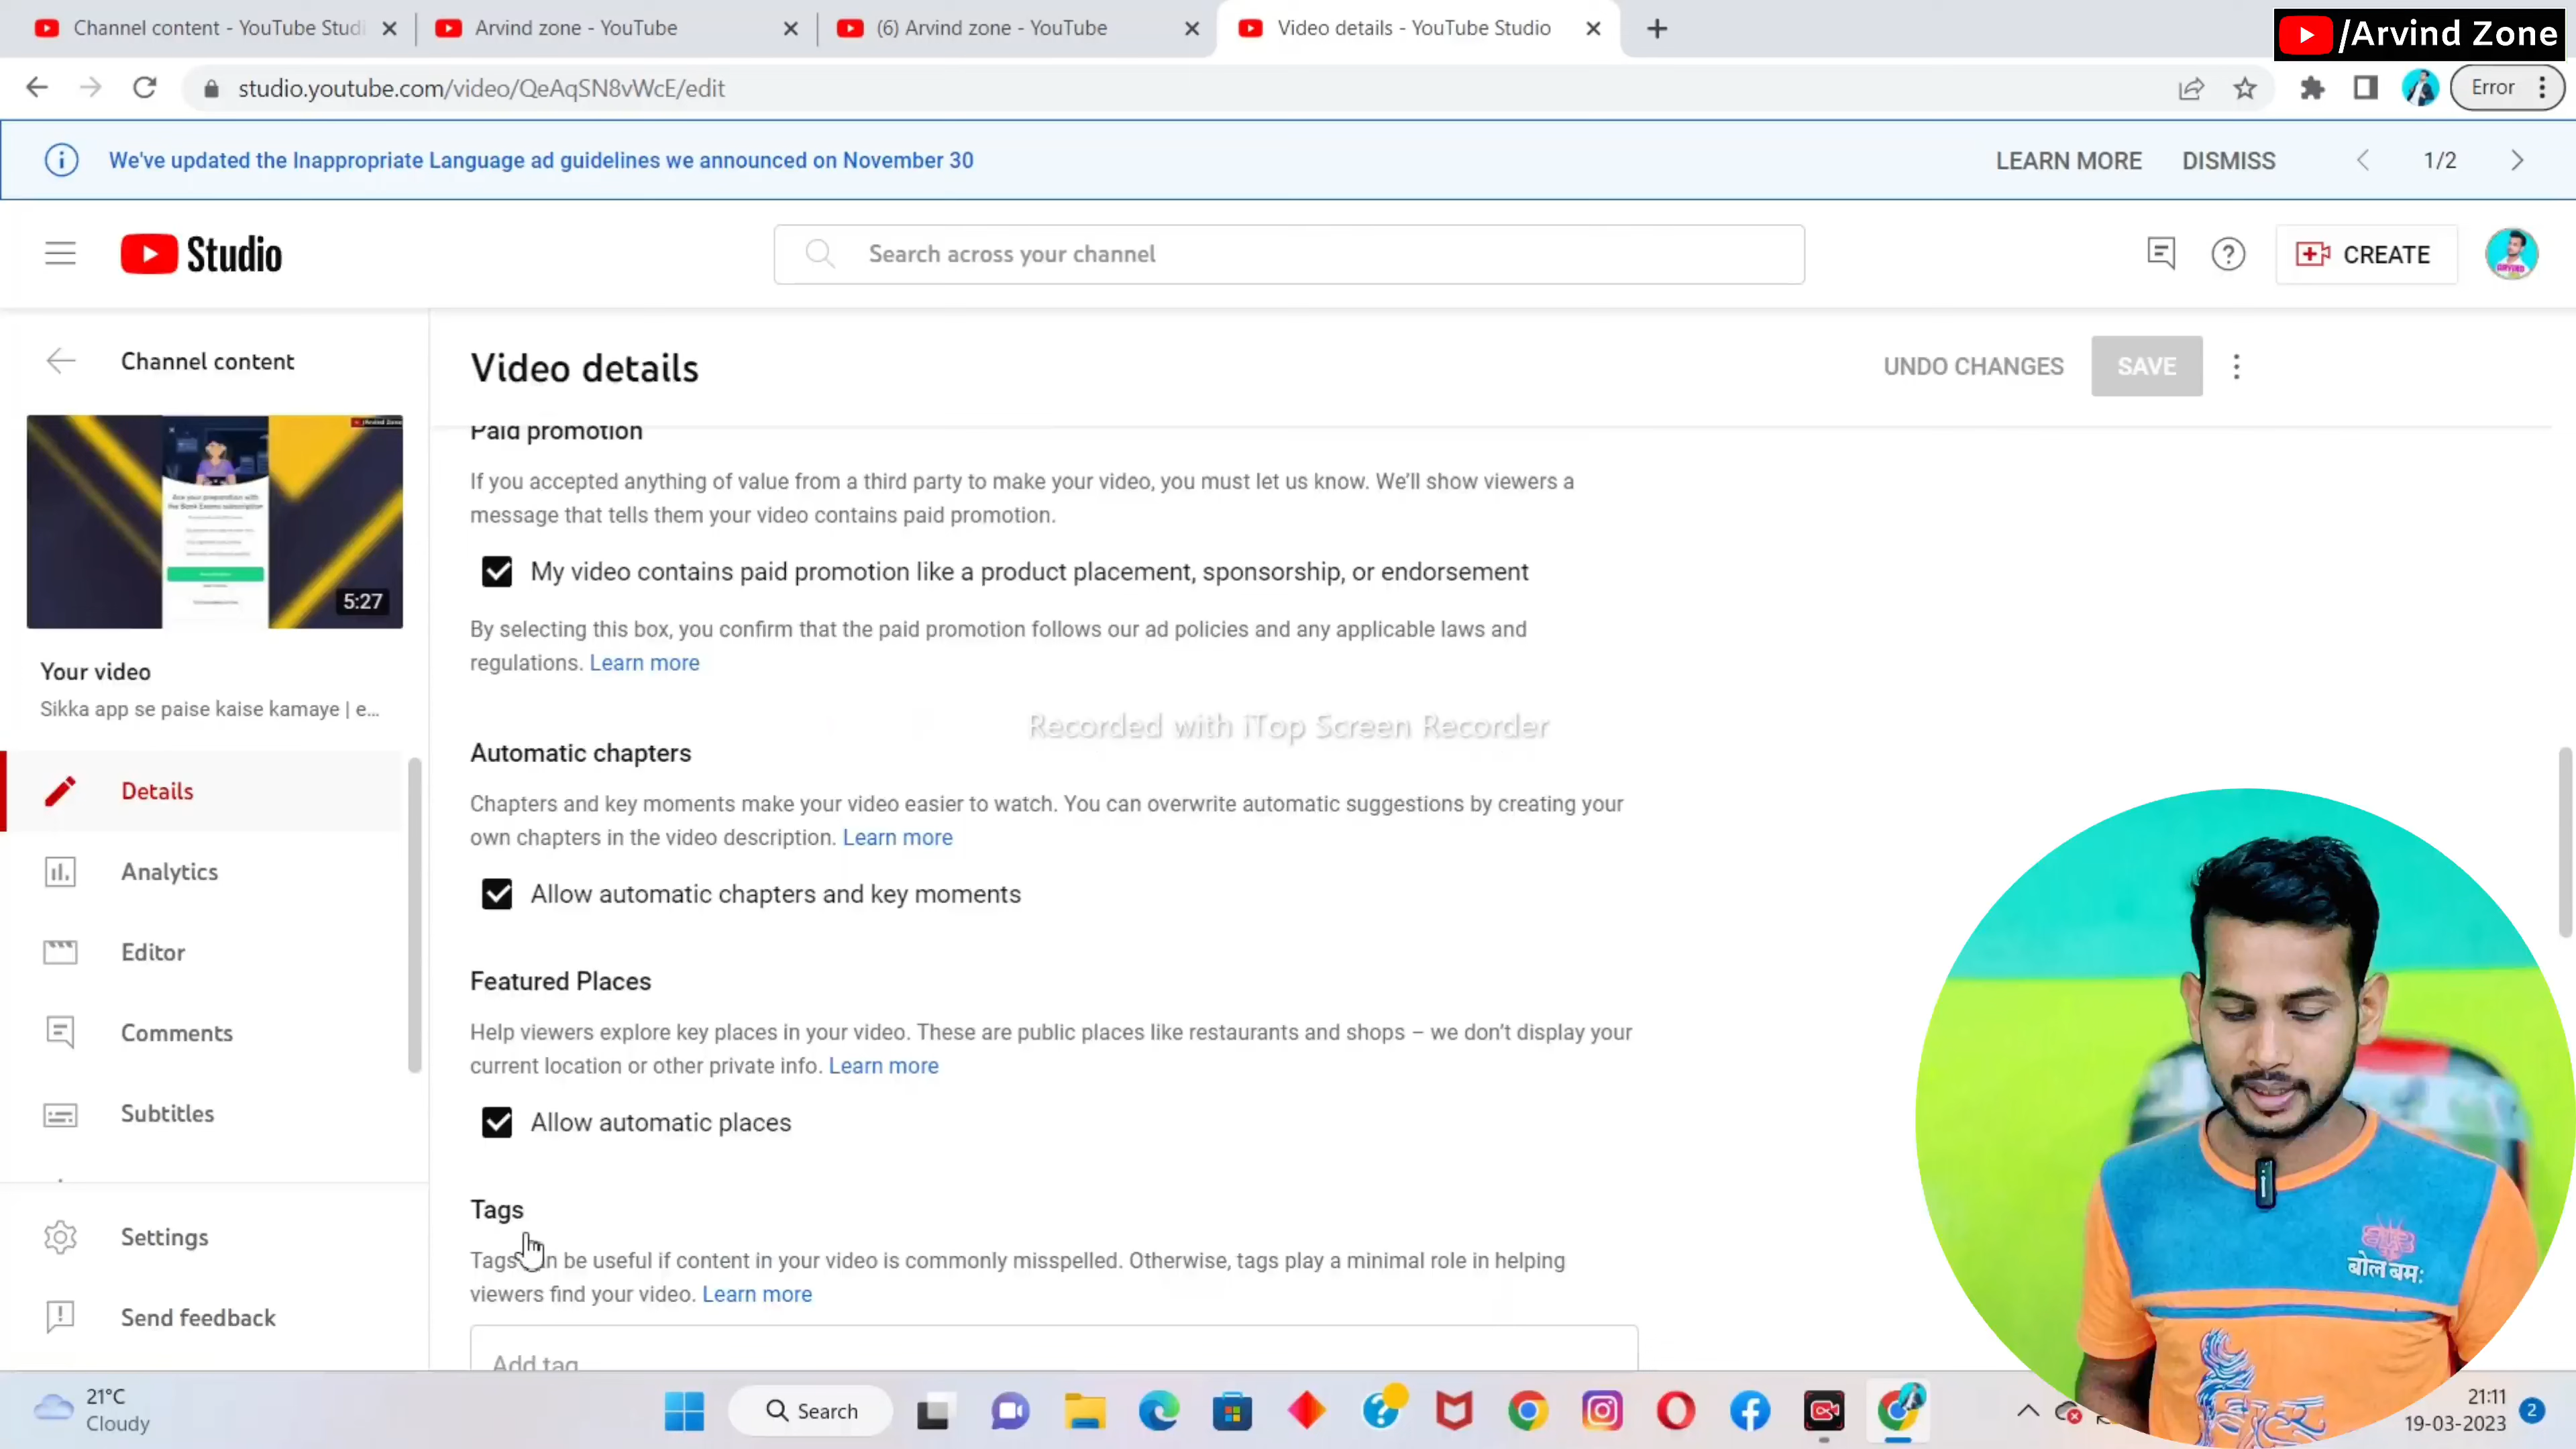 Channel content - YouTube Studi
Arvind zone - YouTube
(6) Arvind zone - YouTube
Video details - YouTube Studio
/Arvind Zone
studio.youtube.com/video/QeAqSN8vWcE/edit
Error
We've updated the Inappropriate Language ad guidelines we announced on November 30
LEARN MORE
DISMISS
1/2
Studio
Search across your channel
CREATE
Channel content
Video details
UNDO CHANGES
SAVE
5:27
Your video
Sikka app se paise kaise kamaye | e...
Details
Analytics
Editor
Comments
Subtitles
Settings
Send feedback
Paid promotion
If you accepted anything of value from a third party to make your video, you must let us know. We'll show viewers a
message that tells them your video contains paid promotion.
My video contains paid promotion like a product placement, sponsorship, or endorsement
By selecting this box, you confirm that the paid promotion follows our ad policies and any applicable laws and
regulations. Learn more
Recorded with iTop Screen Recorder
Automatic chapters
Chapters and key moments make your video easier to watch. You can overwrite automatic suggestions by creating your
own chapters in the video description. Learn more
Allow automatic chapters and key moments
Featured Places
Help viewers explore key places in your video. These are public places like restaurants and shops – we don't display your
current location or other private info. Learn more
Allow automatic places
Tags
Tags can be useful if content in your video is commonly misspelled. Otherwise, tags play a minimal role in helping
viewers find your video. Learn more
Add tag
बोल बम:
21°C
Cloudy
Search
21:11
19-03-2023
2